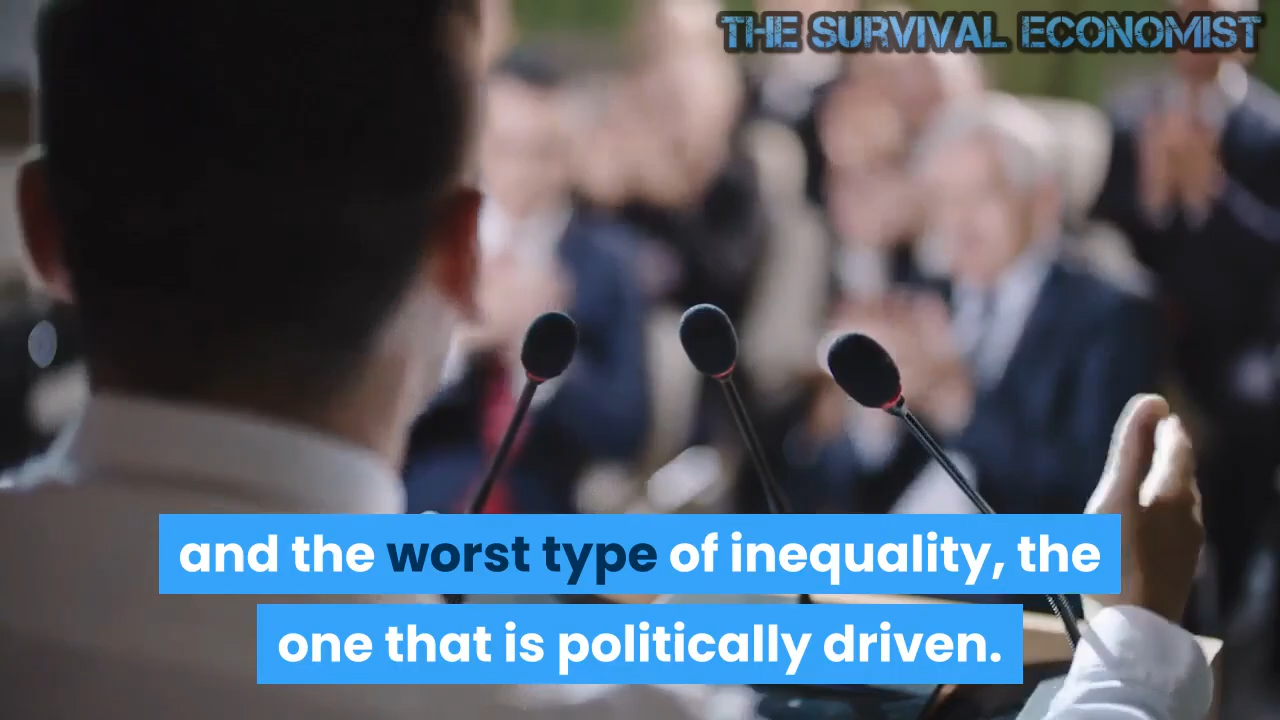 THE SURVIVAL ECONOMIST
and the worst type of inequality, the
one that is politically driven.